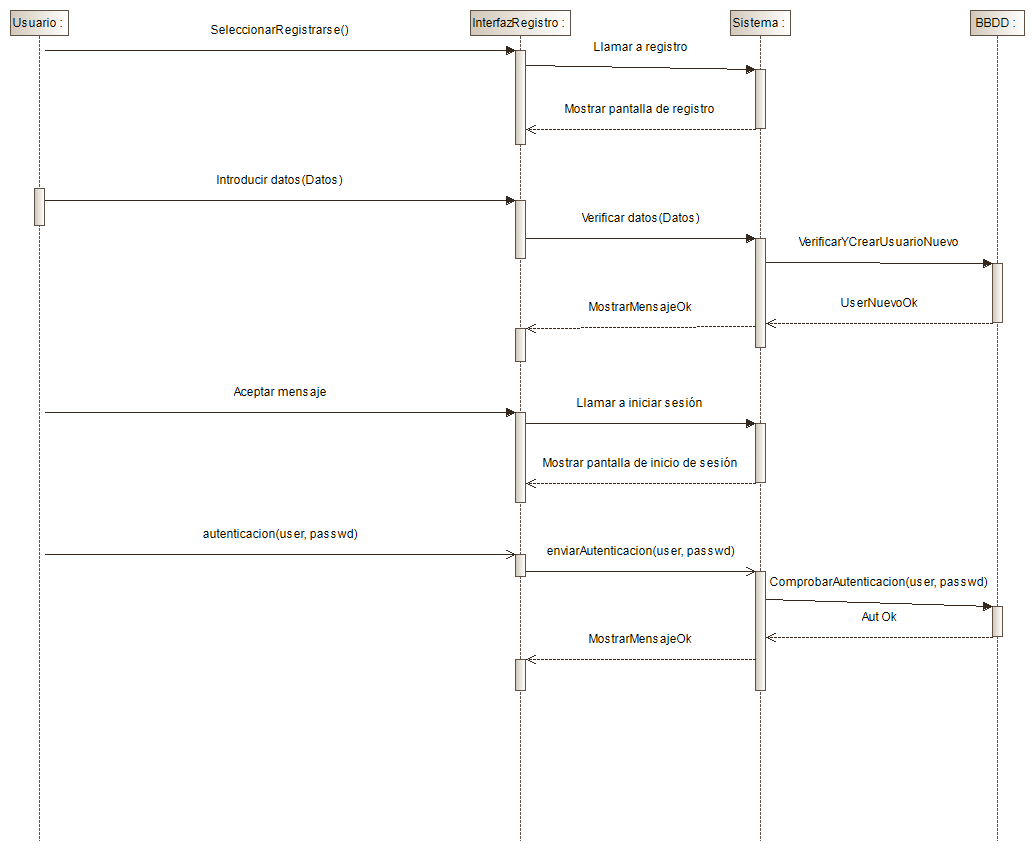 Usuario :
InterfazRegistro :
Sistema :
BBDD :
SeleccionarRegistrarse()
Llamar a registro
Mostrar pantalla de registro
Introducir datos(Datos)
Verificar datos(Datos)
VerificarYCrearUsuarioNuevo
UserNuevoOk
MostrarMensajeOk
Aceptar mensaje
Llamar a iniciar sesión
Mostrar pantalla de inicio de sesión
autenticacion(user, passwd)
enviarAutenticacion(user, passwd)
ComprobarAutenticacion(user, passwd)
Aut Ok
MostrarMensajeOk